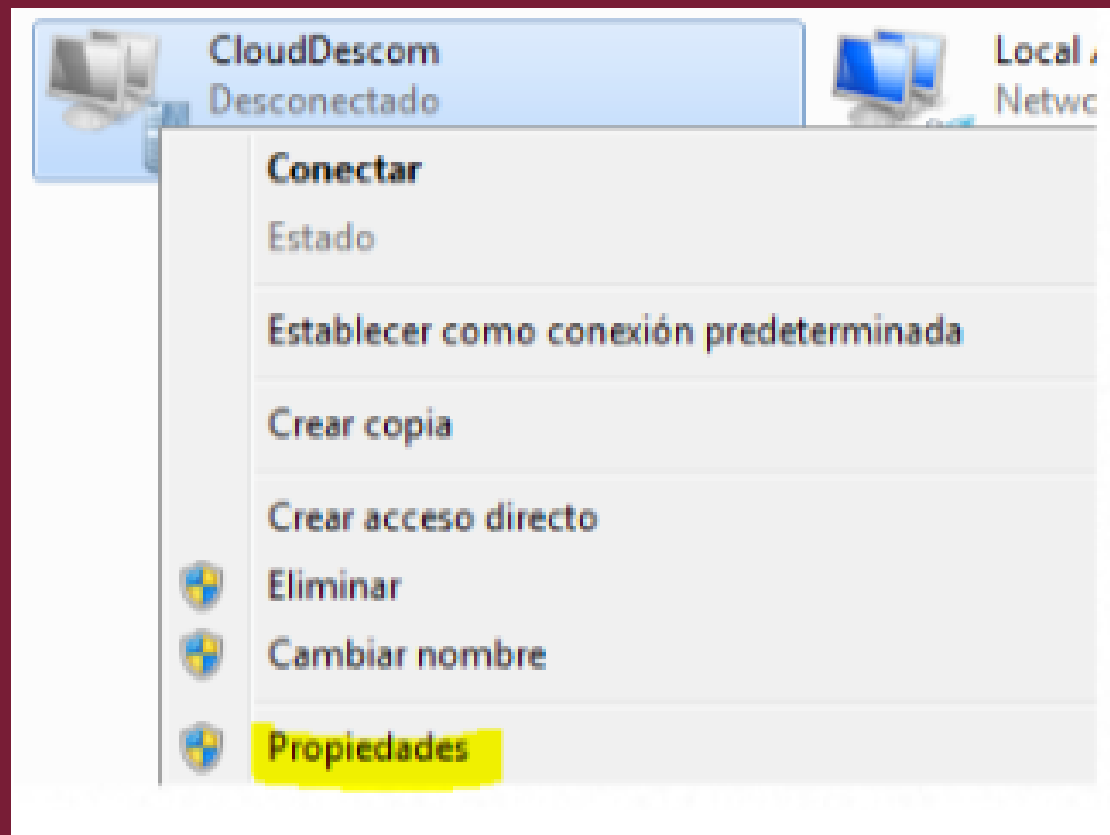 CloudDescom
Desconectado
Local
Netwo
Conectar
Estado
Establecer como conexión predeterminada
Crear copia
Crear acceso directo
Eliminar
Cambiar nombre
Propiedades